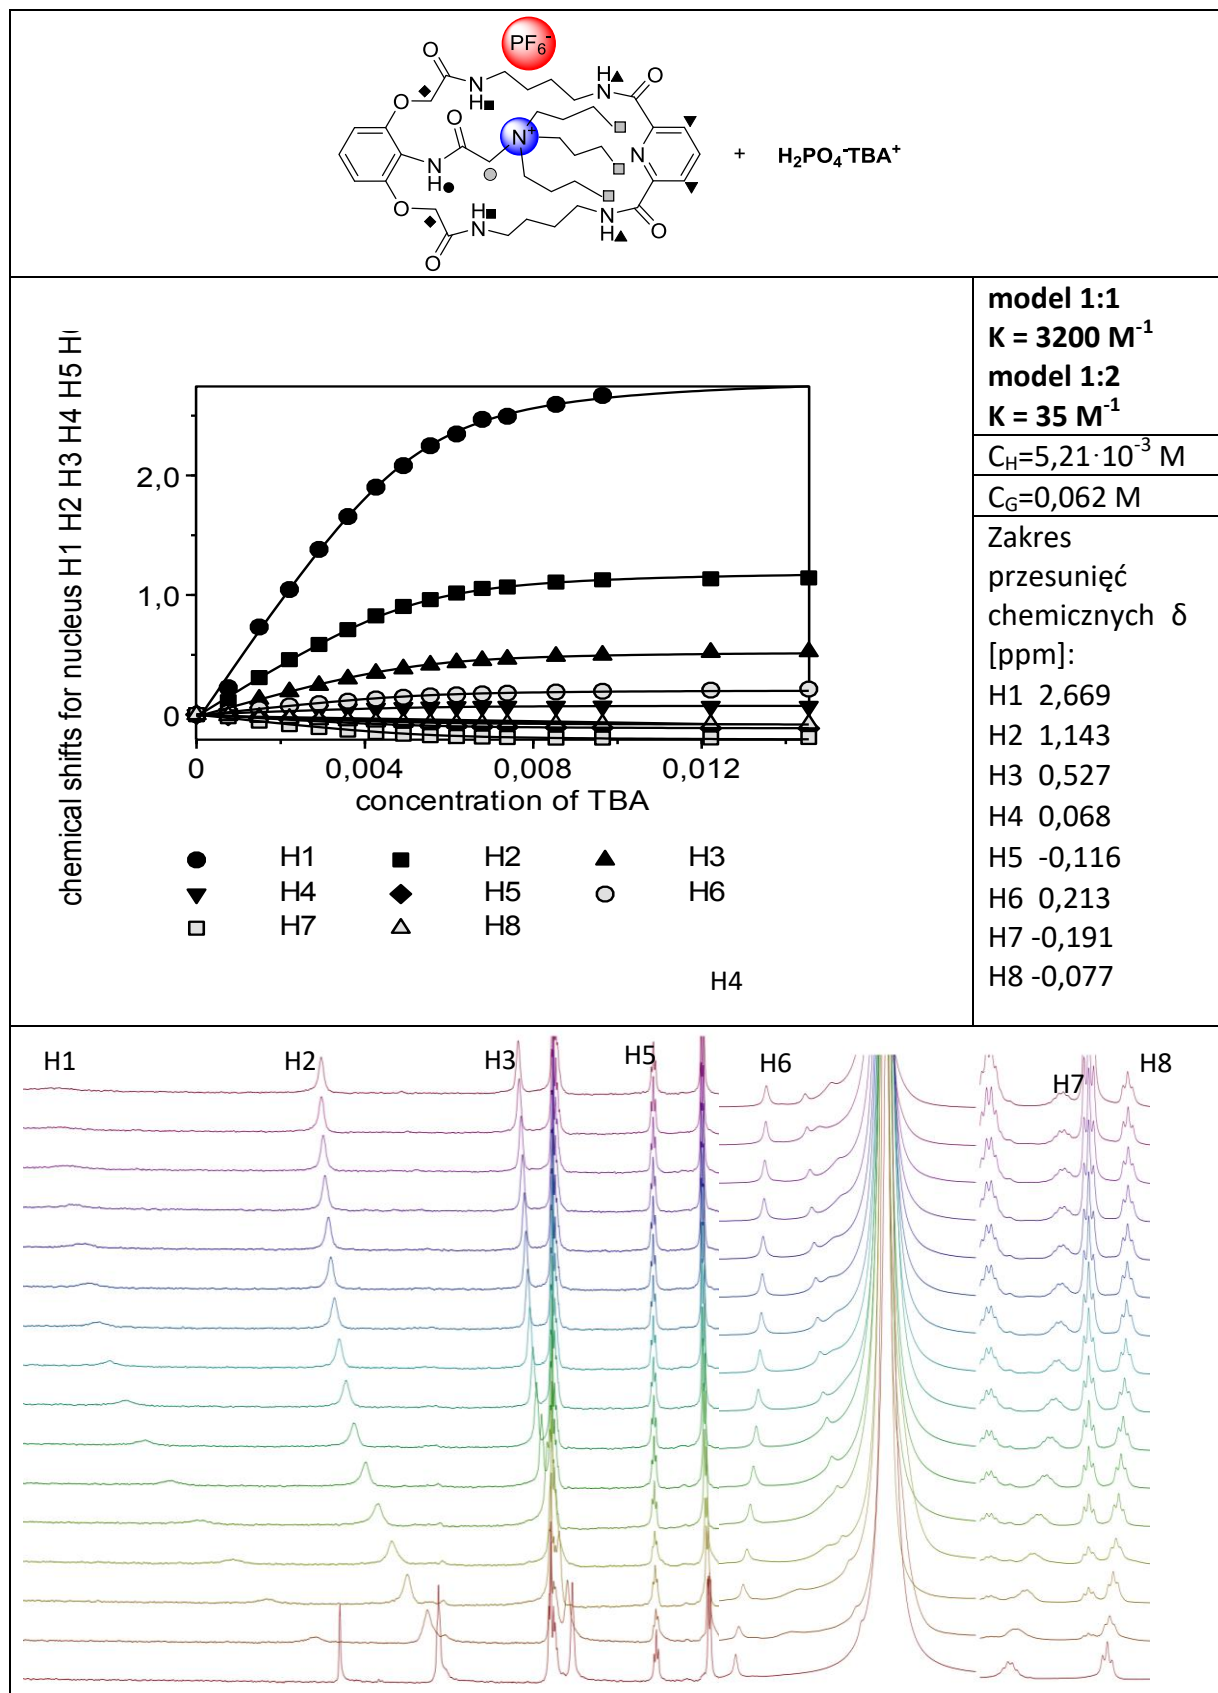 PF6-
O
N
H
H
N
O
O
O
N+
N
N
H
+ H2PO4-TBA+
O
H
N
O
N
H
O
chemical shifts for nucleus H1 H2 H3 H4 H5
2,0
1,0
0
0 0,004 0,008 0,012
concentration of TBA
H1 H2 H3
H4 H5 H6
H7 H8
H4
model 1:1
K = 3200 M-1
model 1:2
K = 35 M-1
CH=5,21·10-3 M
CG=0,062 M
Zakres
przesunięć
chemicznych δ
[ppm]:
H1 2,669
H2 1,143
H3 0,527
H4 0,068
H5 -0,116
H6 0,213
H7 -0,191
H8 -0,077
H1 H2 H3 H5 H6 H7 H8